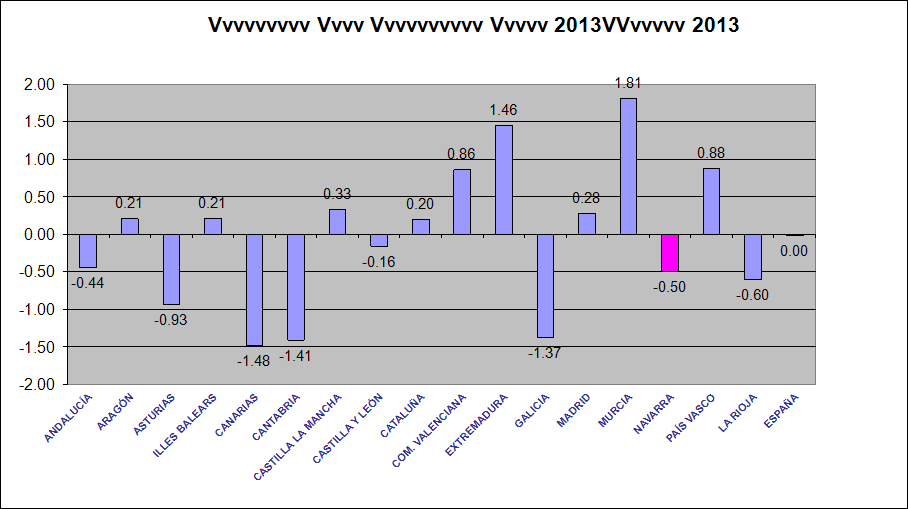 Vvvvvvvvv Vvvv Vvvvvvvvvv Vvvvv 2013VVvvvvv 2013
2.00
1.50
1.00
0.50
0.00
-0.50
-1.00
-1.50
-2.00
-0.44
0.21
-0.93
0.21
-1.48
-1.41
0.33
-0.16
0.20
0.86
1.46
-1.37
0.28
1.81
-0.50
0.88
-0.60
0.00
ANDALUCÍA
ARAGÓN
ASTURIAS
ILLES BALEARS
CANARIAS
CANTABRIA
CASTILLA LA MANCHA
CASTILLA Y LEÓN
CATALUÑA
COM. VALENCIANA
EXTREMADURA
GALICIA
MADRID
MURCIA
NAVARRA
PAÍS VASCO
LA RIOJA
ESPAÑA